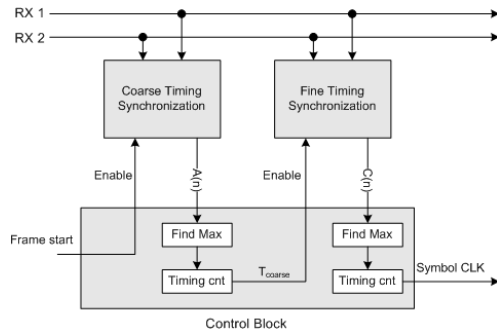 RX 1
RX 2
Coarse Timing
Synchronization
Fine Timing
Synchronization
Enable
A(n)
Enable
C(n)
Frame start
Find Max
Find Max
Timing cnt
Tcoarse
Timing cnt
Symbol CLK
Control Block